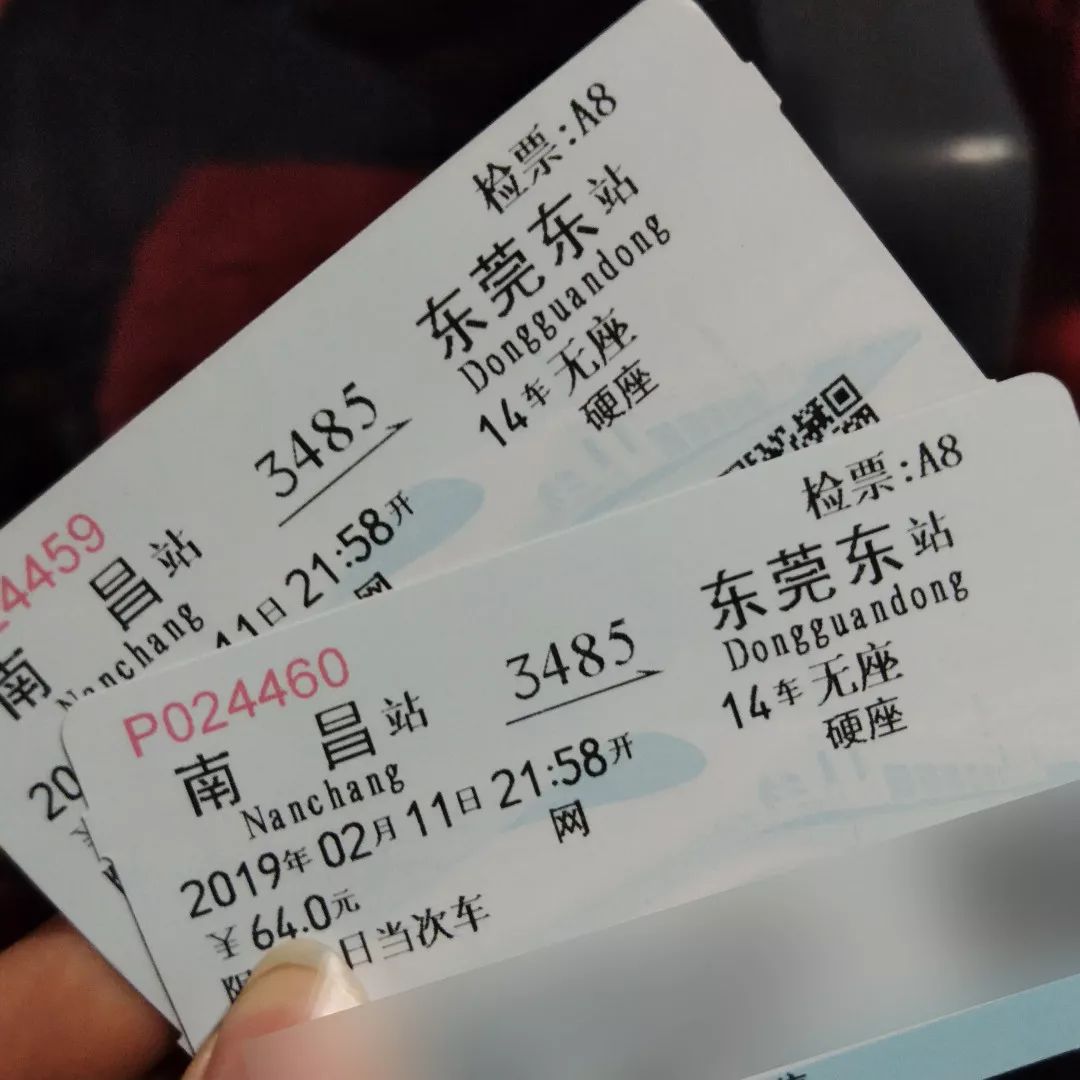 检票:A8
4459
南昌站
3485
东莞东站
Nanchang
Dongguandong
11日 21:58开
14车 无座
20
网
硬座
P024460
检票:A8
南昌站
3485
东莞东站
Nanchang
Dongguandong
2019年 02月 11日 21:58开
14车 无座
¥64.0元
网
硬座
限 日当次车